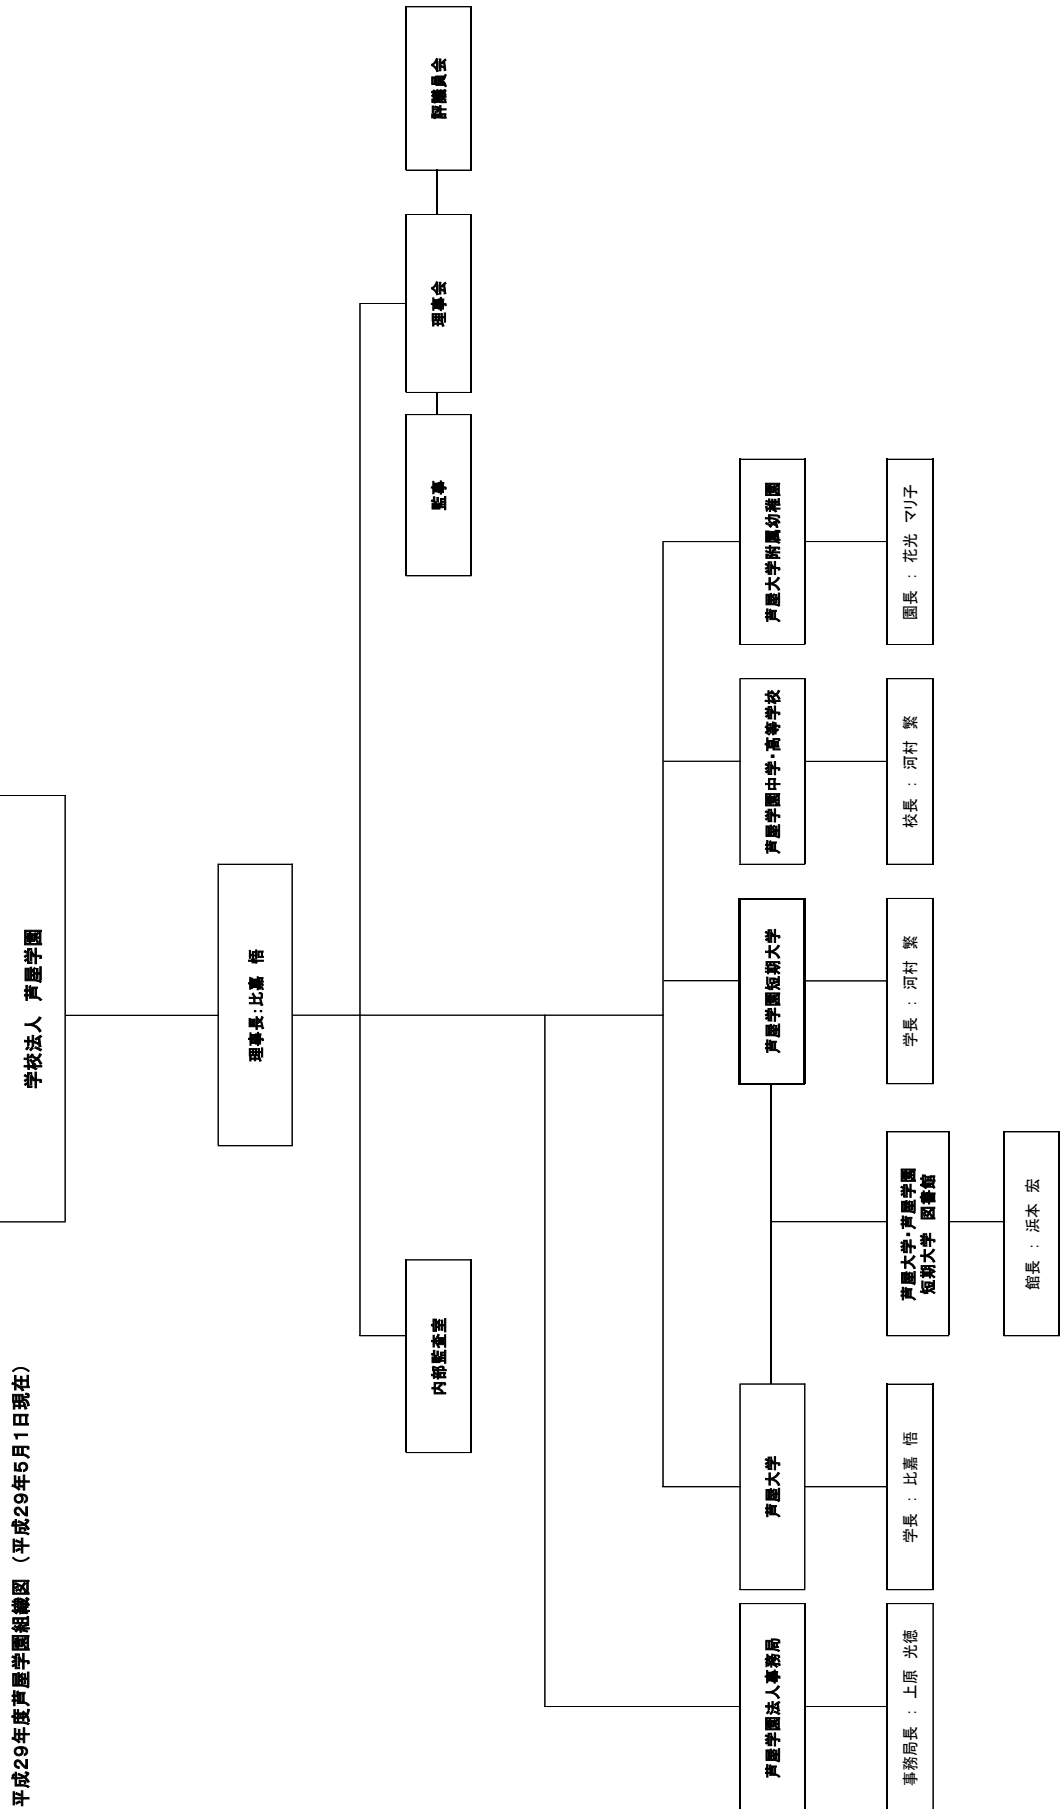 平成29年度芦屋学園組織図 (平成29年5月1日現在)
学校法人 芦屋学園
理事長:比嘉 悟
内部監査室
監事
理事会
評議員会
芦屋学園法人事務局
芦屋大学
芦屋学園短期大学
芦屋学園中学・高等学校
芦屋大学附属幼稚園
事務局長 : 上原 光徳
学長 : 比嘉 悟
芦屋大学・芦屋学園
短期大学 図書館
学長 : 河村 繁
校長 : 河村 繁
園長 : 花光 マリ子
館長 : 浜本 宏